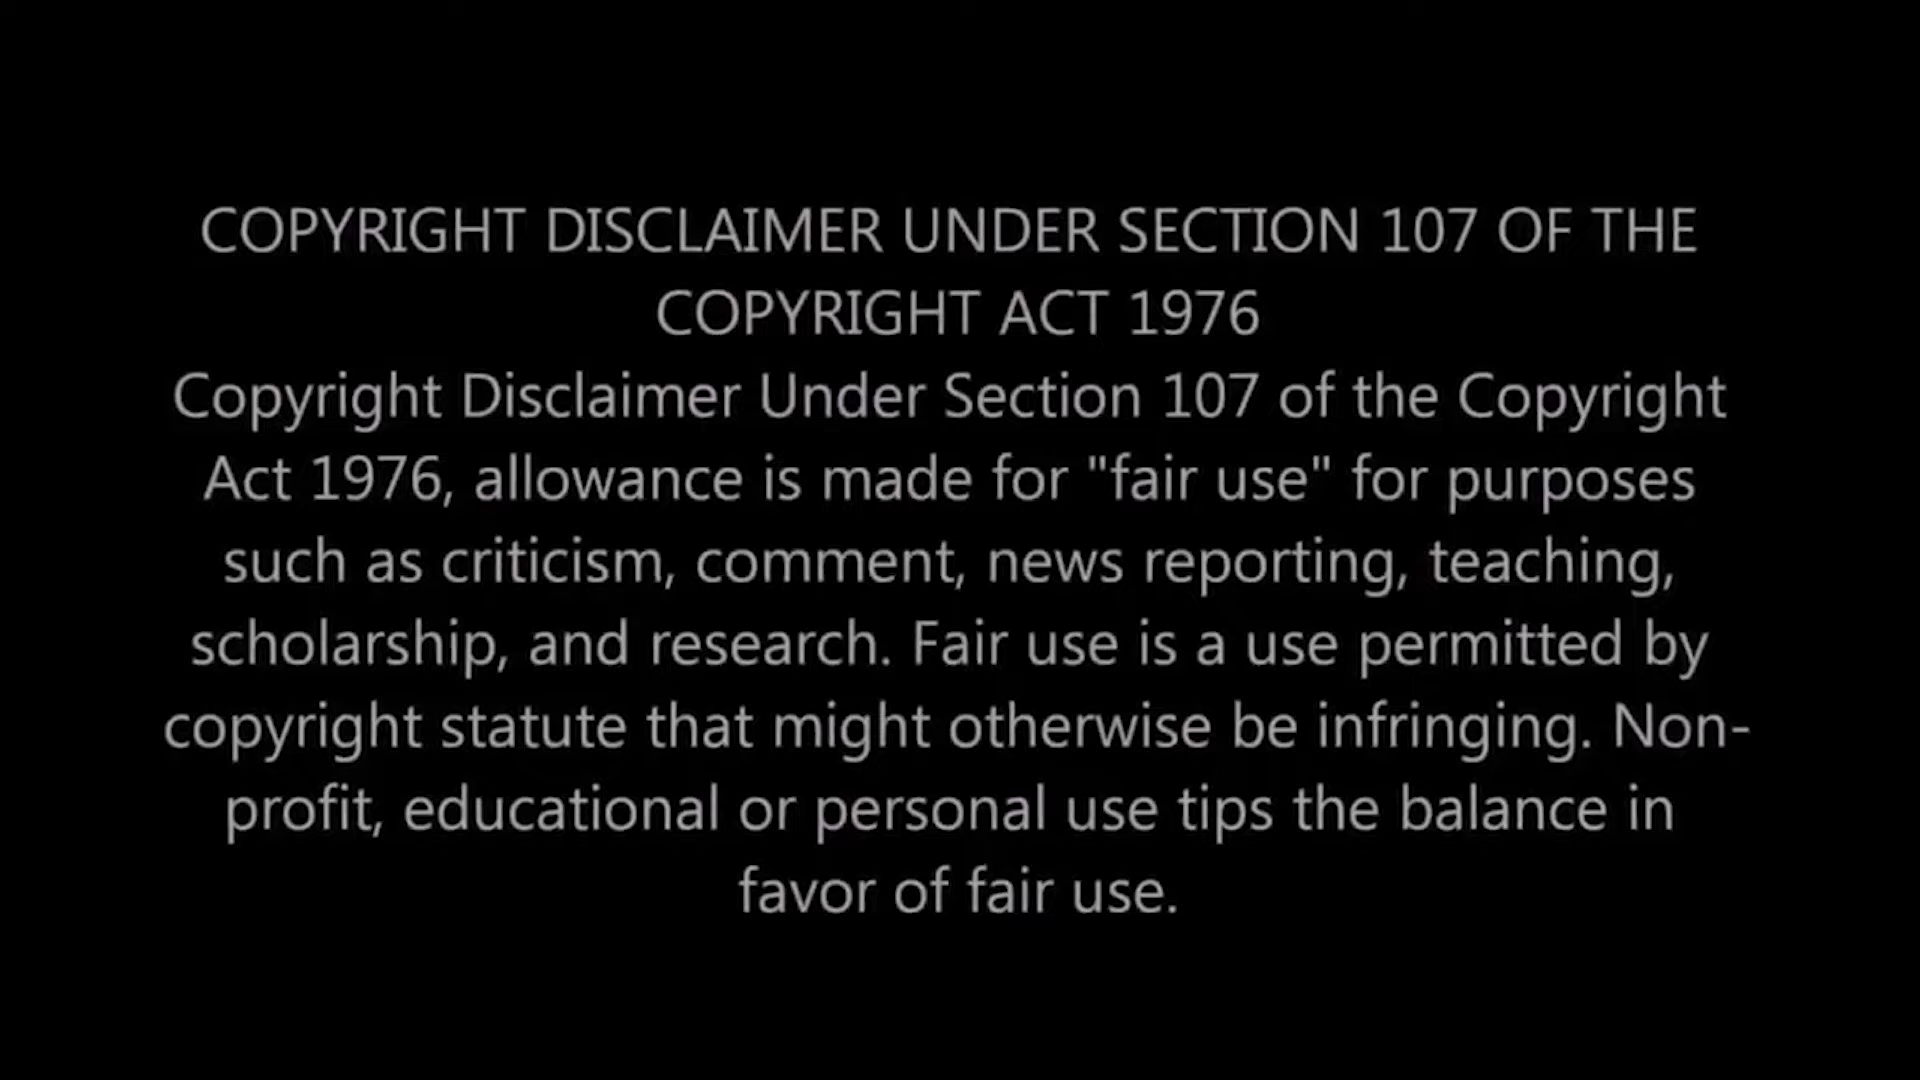 COPYRIGHT DISCLAIMER UNDER SECTION 107 OF THE
COPYRIGHT ACT 1976
Copyright Disclaimer Under Section 107 of the Copyright
Act 1976, allowance is made for "fair use" for purposes
such as criticism, comment, news reporting, teaching,
scholarship, and research. Fair use is a use permitted by
copyright statute that might otherwise be infringing. Non-
profit, educational or personal use tips the balance in
favor of fair use.